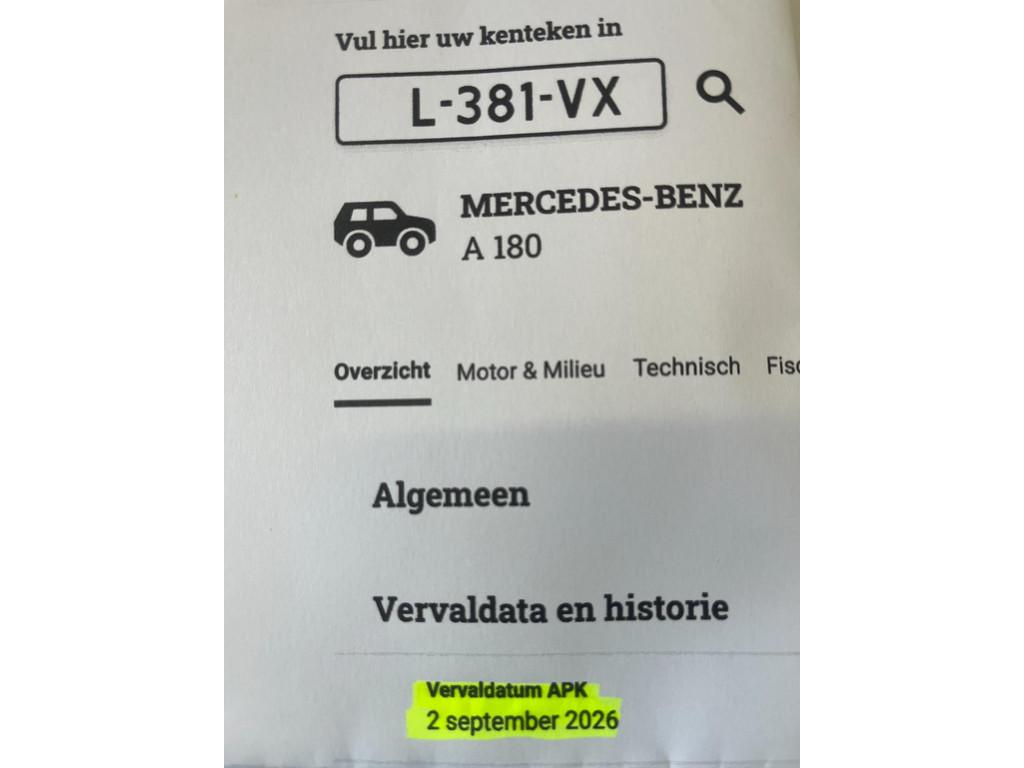 Vul hier uw kenteken in
L-381-VX
MERCEDES-BENZ
A 180
Overzicht Motor & Milieu Technisch Fisc
Algemeen
Vervaldata en historie
Vervaldatum APK
2 september 2026